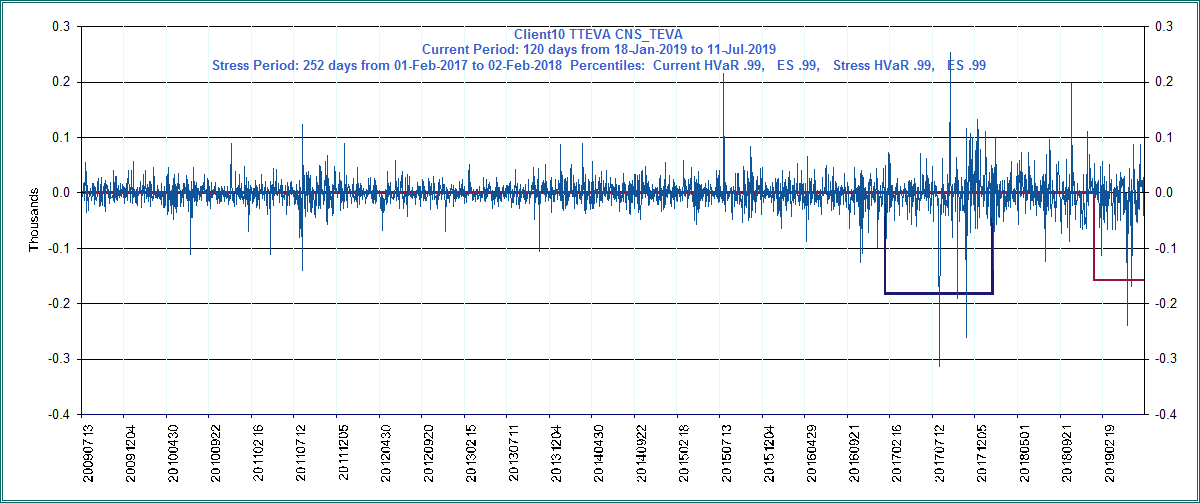 Client10 TTEVA CNS_TEVA
Current Period: 120 days from 18-Jan-2019 to 11-Jul-2019
Stress Period: 252 days from 01-Feb-2017 to 02-Feb-2018 Percentiles: Current HVaR .99, ES .99, Stress HVaR .99, ES .99
0.3 0.3
0.2 0.2
0.1 0.1
0.0 0.0
-0.1 -0.1
-0.2 -0.2
-0.3 -0.3
-0.4 -0.4
Thousands
20090713 20091204 20100430 20100922 20110216 20110712 20111205 20120430 20120920 20130215 20130711 20131204 20140430 20140922 20150218 20150713 20151204 20160429 20160921 20170216 20170712 20171205 20180501 20180921 20190219